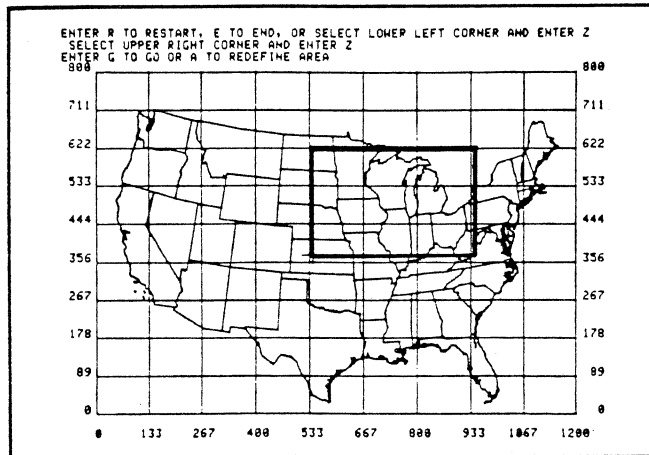 ENTER R TO RESTART, E TO END, OR SELECT LOWER LEFT CORNER AND ENTER Z
SELECT UPPER RIGHT CORNER AND ENTER Z
ENTER G TO GO OR A TO REDEFINE AREA
800 800
711 711
622 622
533 533
444 444
356 356
267 267
178 178
89 89
0 0
0 133 267 400 533 667 800 933 1067 1200